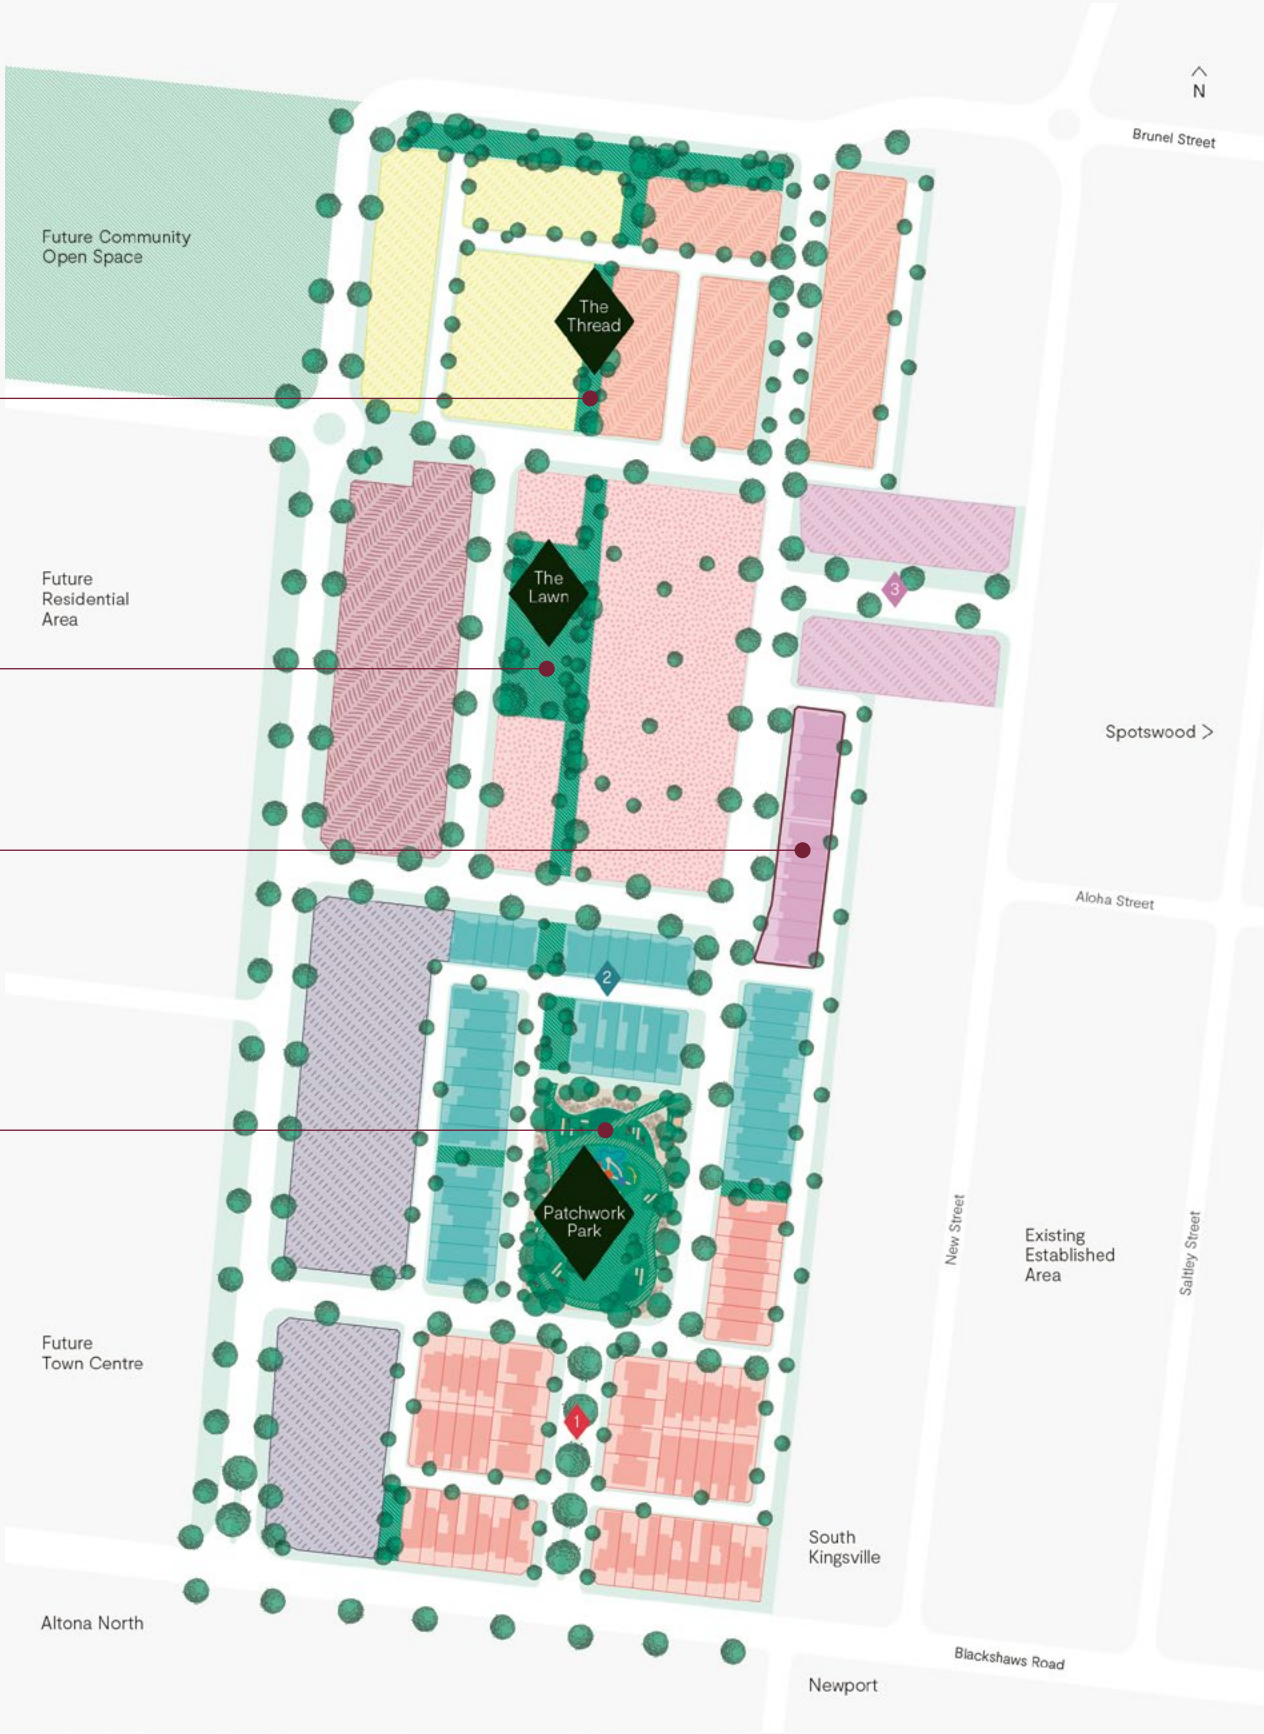 N
Brunel Street
Future Community
Open Space
The
Thread
Future
Residential
Area
The
Lawn
3
Spotswood >
Aloha Street
2
Patchwork
Park
New Street
Saltley Street
Existing
Established
Area
Future
Town Centre
1
South
Kingsville
Altona North
Blackshaws Road
Newport